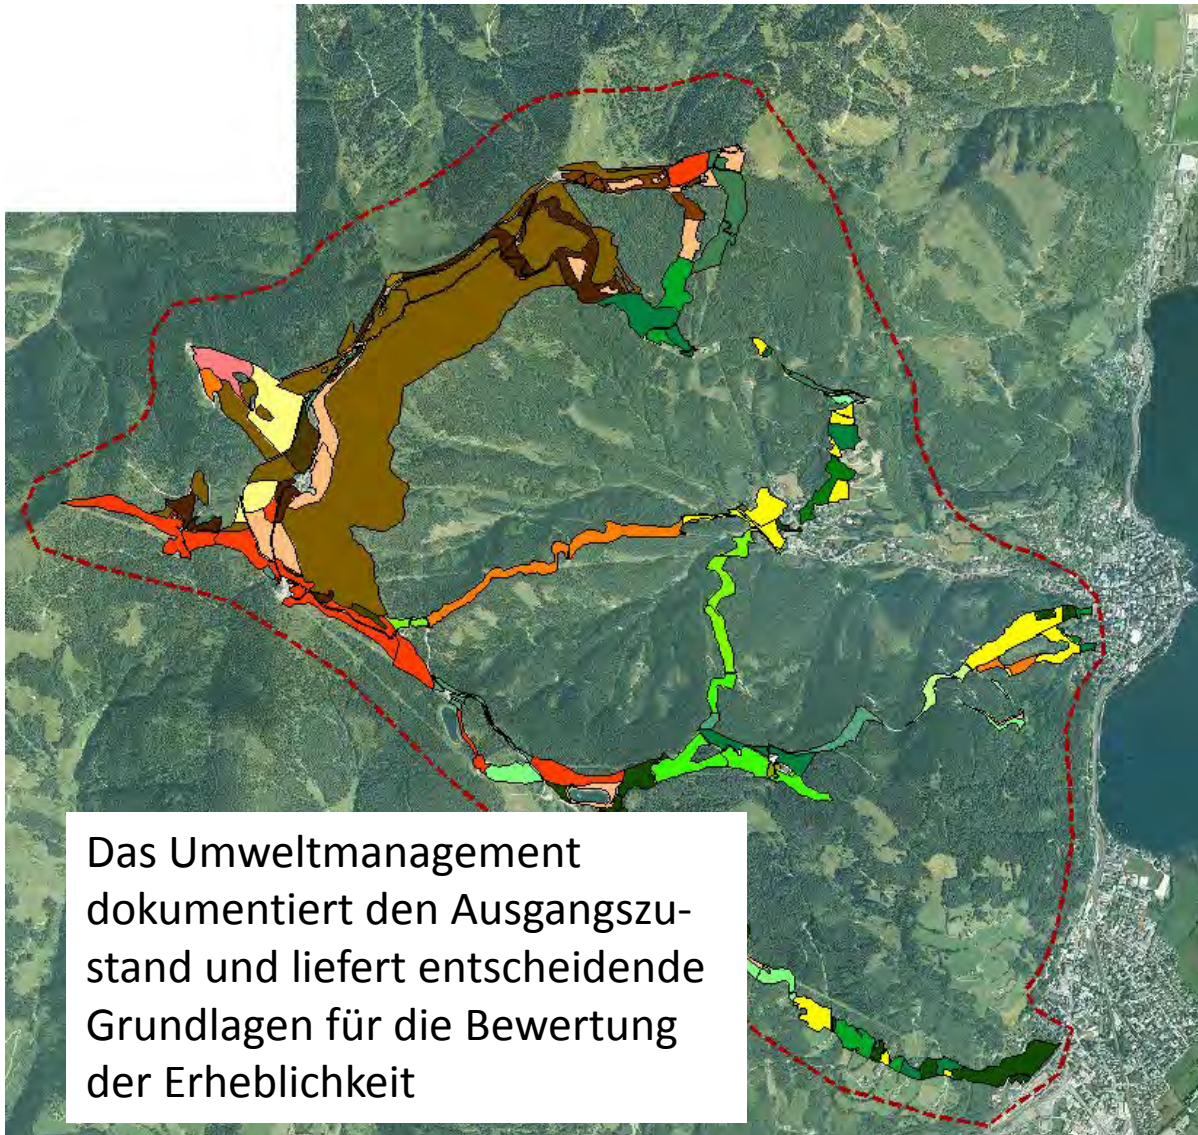 Das Umweltmanagement
dokumentiert den Ausgangszu-
stand und liefert entscheidende
Grundlagen für die Bewertung
der Erheblichkeit